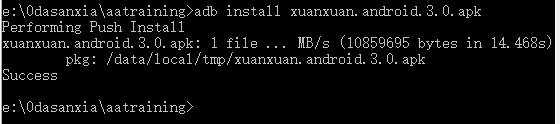 e:\0dasanxia\aatraining>adb install xuanxuan.android.3.0.apk
Performing Push Install
xuanxuan.android.3.0.apk: 1 file ... MB/s (10859695 bytes in 14.468s)
pkg: /data/local/tmp/xuanxuan.android.3.0.apk
Success
e:\0dasanxia\aatraining>